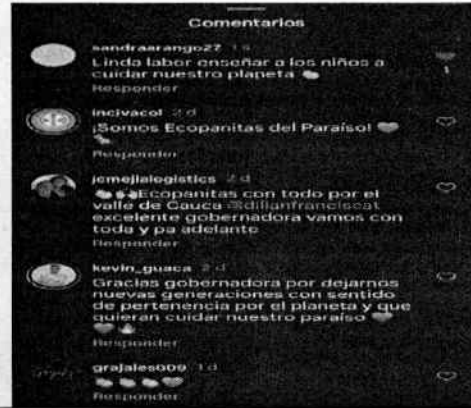 Comentarios
sandraarango27 1 s
Linda labor enseñar a los niños a
cuidar nuestro planeta
Responder
incivacol 2 d
¡Somos Ecopanitas del Paraíso!
Responder
jcmejialogistics 2 d
Ecopanitas con todo por el
valle de Cauca @dilianfranciscat
excelente gobernadora vamos con
toda y pa adelante
Responder
kevin_guaca 2 d
Gracias gobernadora por dejarnos
nuevas generaciones con sentido
de pertenencia por el planeta y que
quieran cuidar nuestro paraíso
Responder
grajales009 1 d
Responder